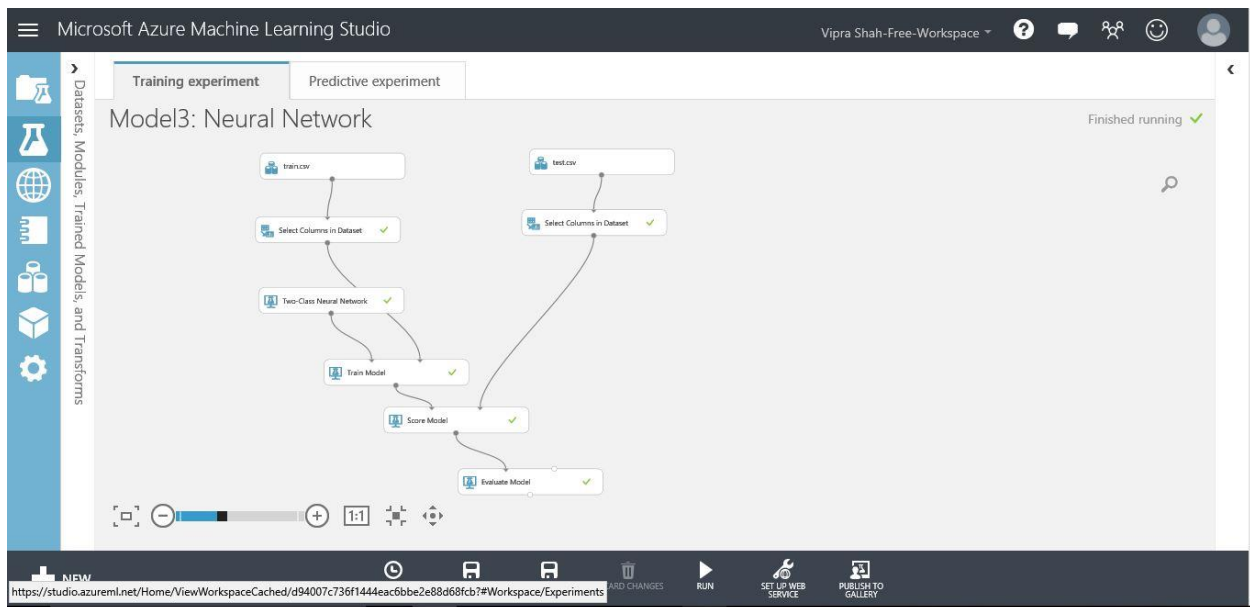 Microsoft Azure Machine Learning Studio
Vipra Shah-Free-Workspace
Datasets, Modules, Trained Models, and Transforms
Training experiment
Predictive experiment
Model3: Neural Network
Finished running
train.csv
test.csv
Select Columns in Dataset
Select Columns in Dataset
Two-Class Neural Network
Train Model
Score Model
Evaluate Model
1:1
NEW
RUN
SET UP WEB SERVICE
PUBLISH TO GALLERY
CHANGES
https://studio.azureml.net/Home/ViewWorkspaceCached/d94007c736f1444eac6bbe2e88d68fcb?#Workspace/Experiments